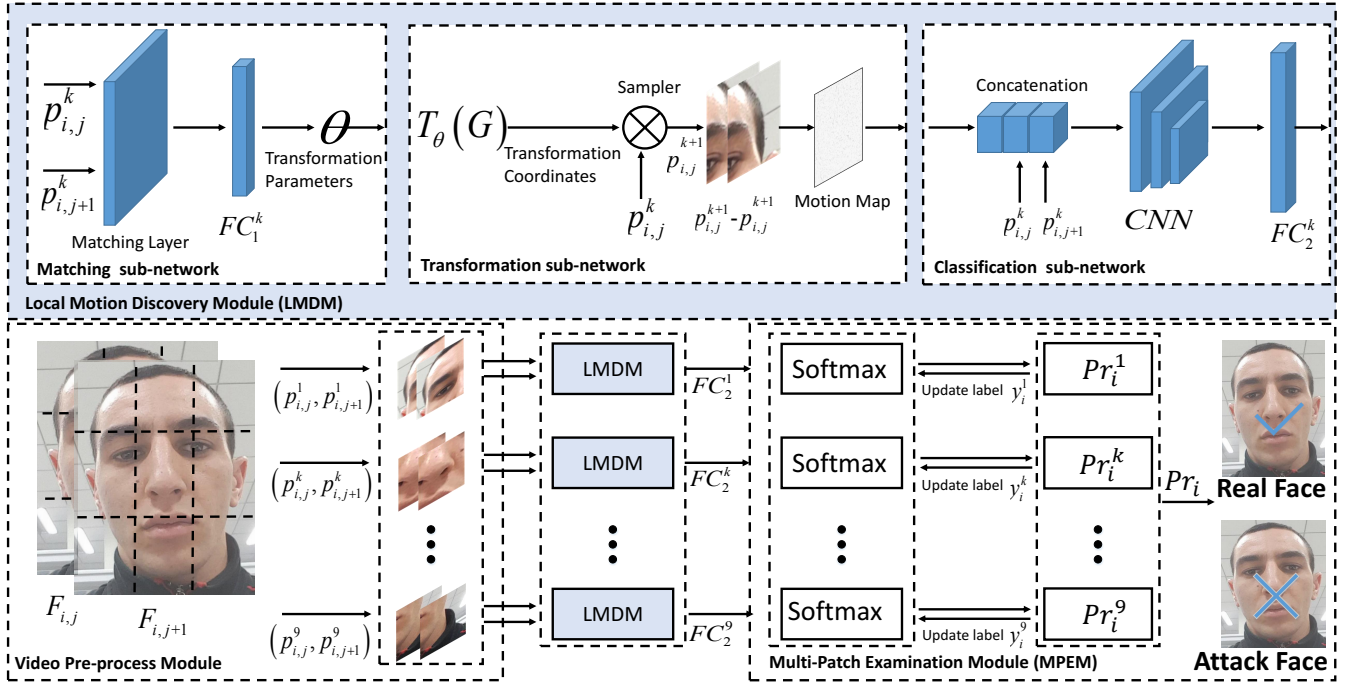 p_{i,j}^{k}
p_{i,j+1}^{k}
Matching Layer
FC_1^k
θ
Transformation
Parameters
Matching sub-network
T_θ(G)
Transformation
Coordinates
Sampler
p_{i,j}^{k}
p_{i,j}^{k+1}
p_{i,j}^{k+1}-p_{i,j}^{k+1}
Motion Map
Transformation sub-network
Concatenation
p_{i,j}^{k}
p_{i,j+1}^{k}
CNN
FC_2^k
Classification sub-network
Local Motion Discovery Module (LMDM)
F_{i,j}
F_{i,j+1}
(p_{i,j}^{1}, p_{i,j+1}^{1})
(p_{i,j}^{k}, p_{i,j+1}^{k})
(p_{i,j}^{9}, p_{i,j+1}^{9})
Video Pre-process Module
LMDM
FC_2^1
LMDM
FC_2^k
LMDM
FC_2^9
Softmax
Update label y_i^1
Pr_i^1
Softmax
Update label y_i^k
Pr_i^k
Softmax
Update label y_i^9
Pr_i^9
Multi-Patch Examination Module (MPEM)
Pr_i
Real Face
Attack Face